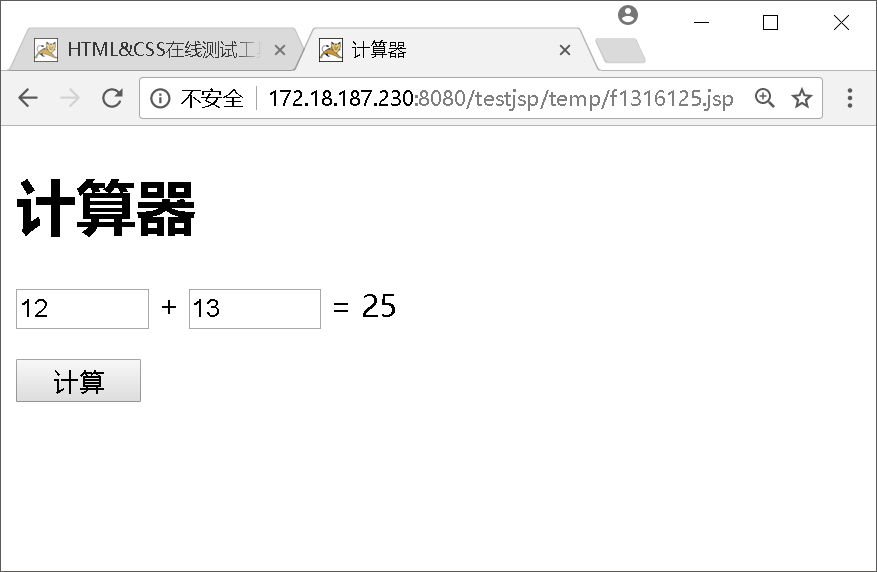 HTML&CSS在线测试工
计算器
不安全 172.18.187.230:8080/testjsp/temp/f1316125.jsp
计算器
12 + 13 = 25
计算